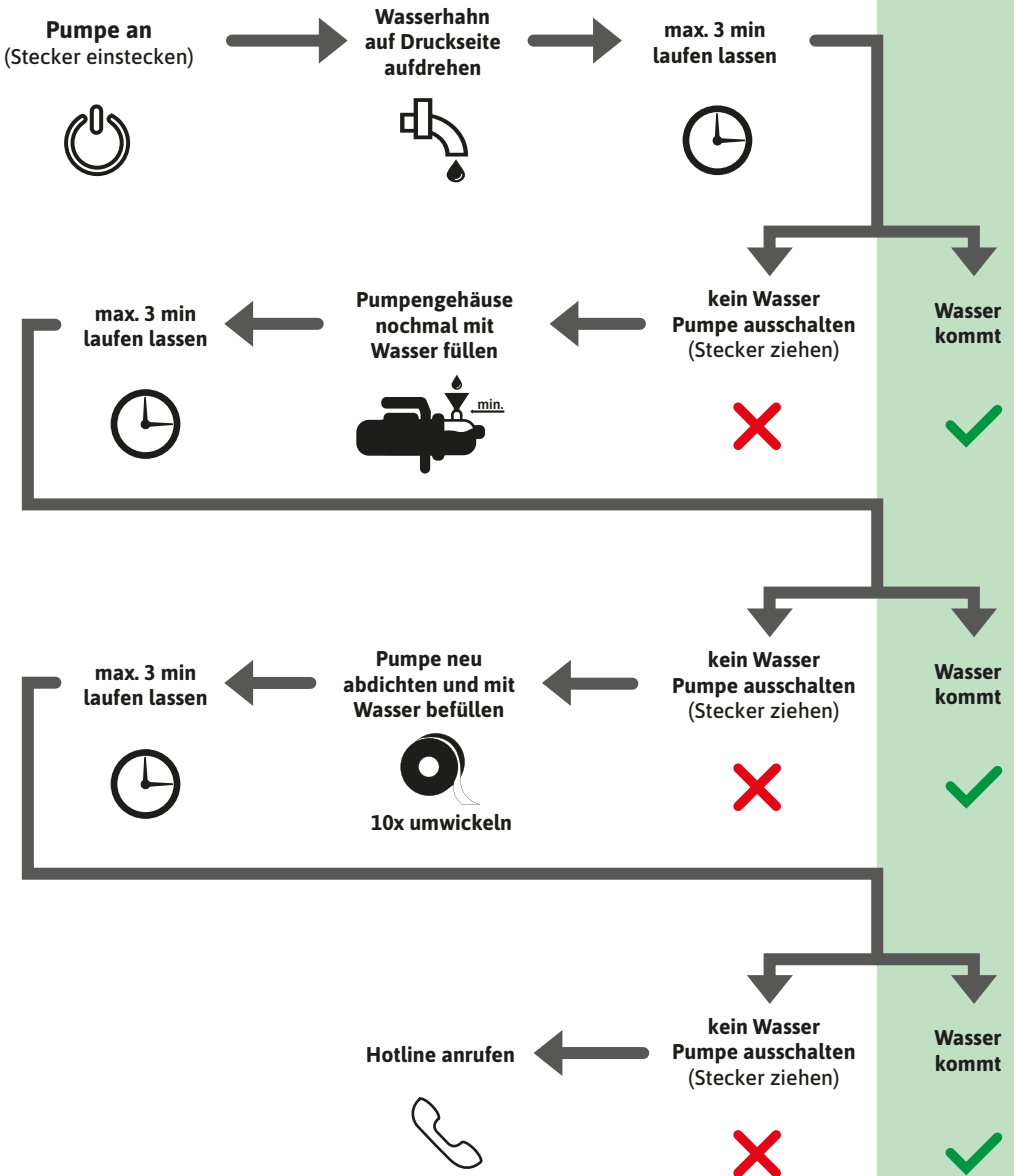 Pumpe an
(Stecker einstecken)
Wasserhahn
auf Druckseite
aufdrehen
max. 3 min
laufen lassen
kein Wasser
Pumpe ausschalten
(Stecker ziehen)
Wasser
kommt
Pumpengehäuse
nochmal mit
Wasser füllen
min.
max. 3 min
laufen lassen
kein Wasser
Pumpe ausschalten
(Stecker ziehen)
Wasser
kommt
Pumpe neu
abdichten und mit
Wasser befüllen
10x umwickeln
max. 3 min
laufen lassen
kein Wasser
Pumpe ausschalten
(Stecker ziehen)
Wasser
kommt
Hotline anrufen